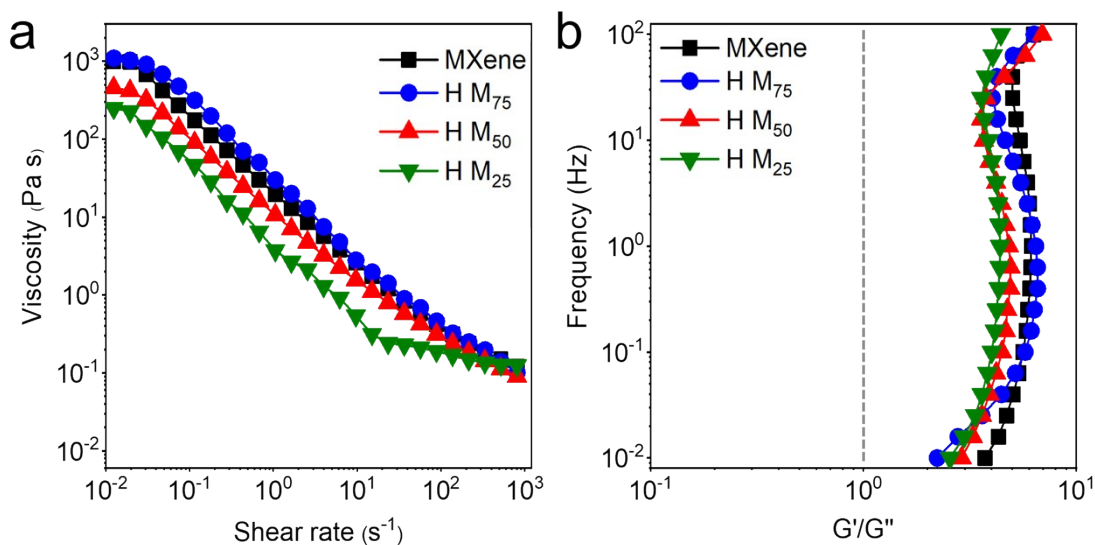 a
Viscosity (Pa s)
10³
10²
10¹
10⁰
10⁻¹
10⁻²
10⁻²
10⁻¹
10⁰
10¹
10²
10³
Shear rate (s⁻¹)
MXene
H M₇₅
H M₅₀
H M₂₅
b
Frequency (Hz)
10²
10¹
10⁰
10⁻¹
10⁻²
10⁻¹
10⁰
10¹
G'/G"
MXene
H M₇₅
H M₅₀
H M₂₅